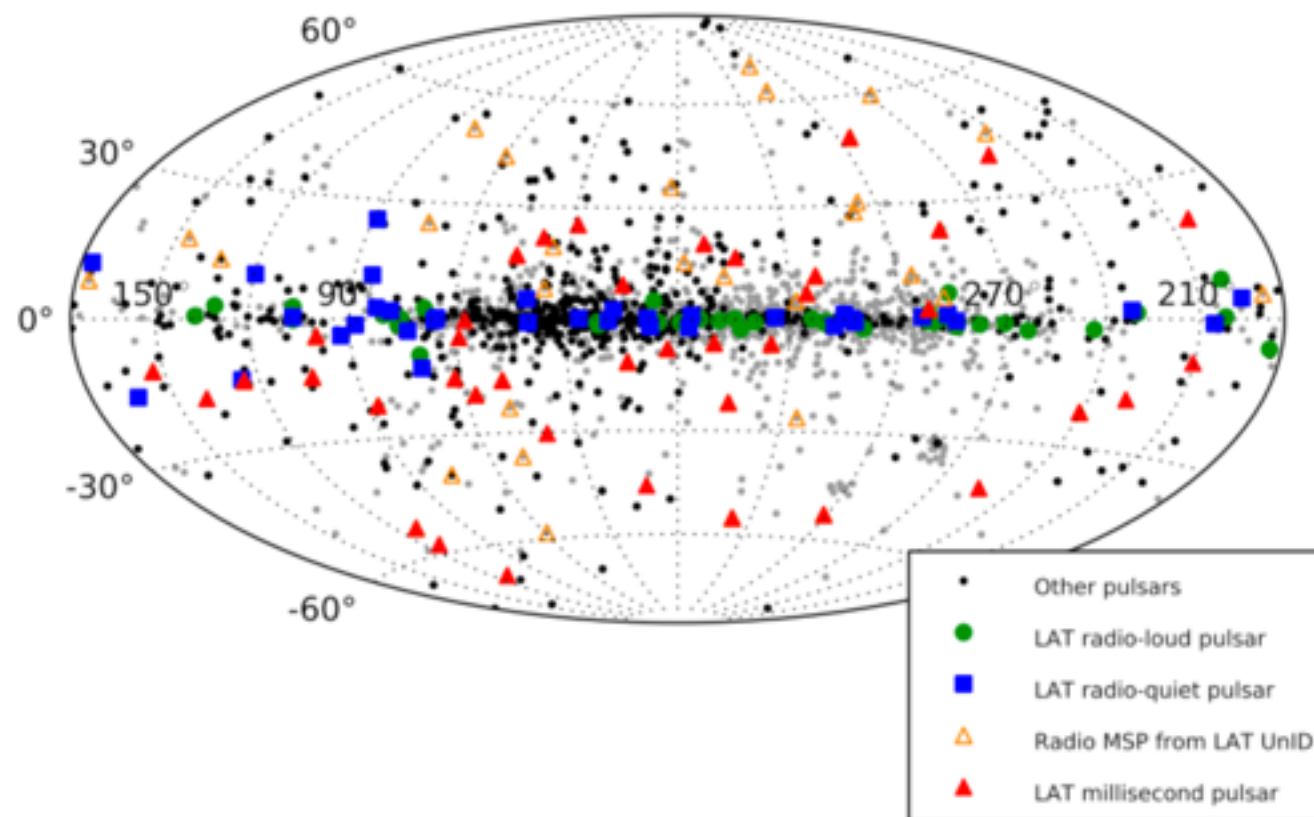 60°
30°
150° 90° 270° 210°
0°
-30°
-60°
Other pulsars
LAT radio-loud pulsar
LAT radio-quiet pulsar
Radio MSP from LAT UnID
LAT millisecond pulsar